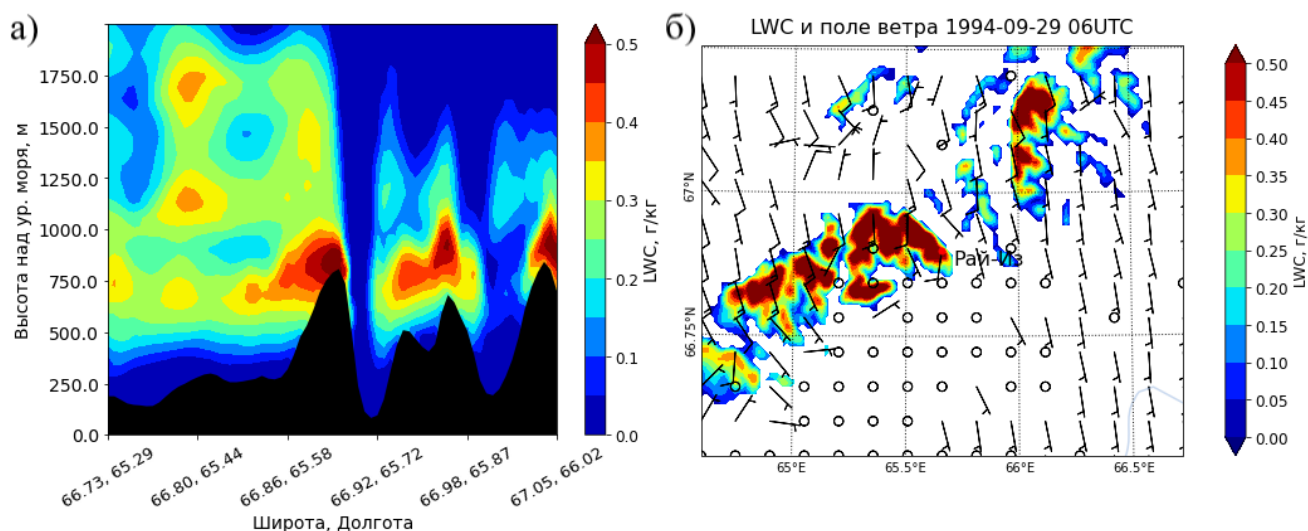 а)
Высота над ур. моря, м
1750.0
1500.0
1250.0
1000.0
750.0
500.0
250.0
0.0
66.73, 65.29
66.80, 65.44
66.86, 65.58
66.92, 65.72
66.98, 65.87
67.05, 66.02
Широта, Долгота
0.5
0.4
0.3
0.2
0.1
0.0
LWC, г/кг
б)
LWC и поле ветра 1994-09-29 06UTC
67°N
66.75°N
Рай-Из
65°E
65.5°E
66°E
66.5°E
0.50
0.45
0.40
0.35
0.30
0.25
0.20
0.15
0.10
0.05
0.00
LWC, г/кг